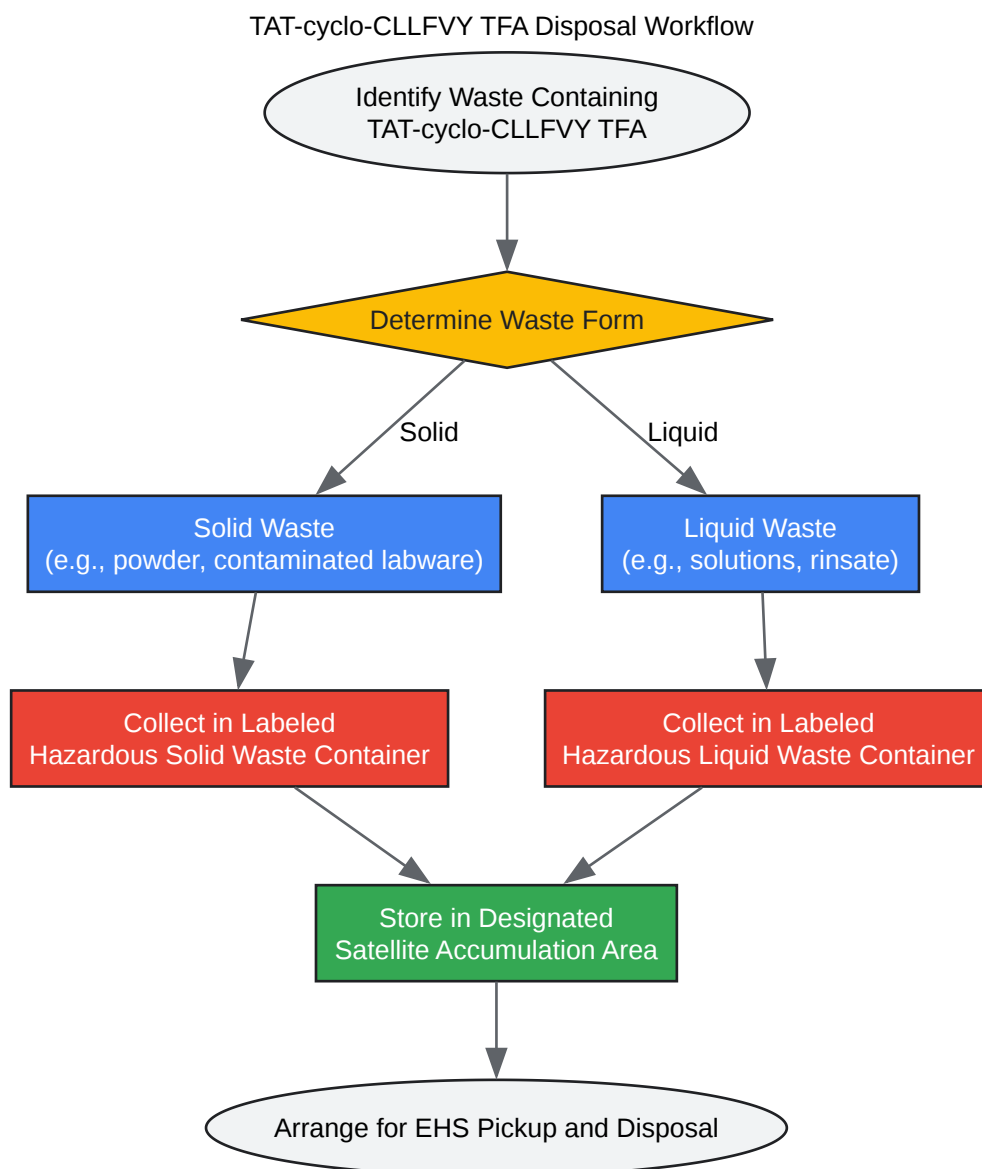 TAT-cyclo-CLLFVY TFA Disposal Workflow
Identify Waste Containing
TAT-cyclo-CLLFVY TFA
Determine Waste Form
Solid
Liquid
Solid Waste
(e.g., powder, contaminated labware)
Liquid Waste
(e.g., solutions, rinsate)
Collect in Labeled
Hazardous Solid Waste Container
Collect in Labeled
Hazardous Liquid Waste Container
Store in Designated
Satellite Accumulation Area
Arrange for EHS Pickup and Disposal